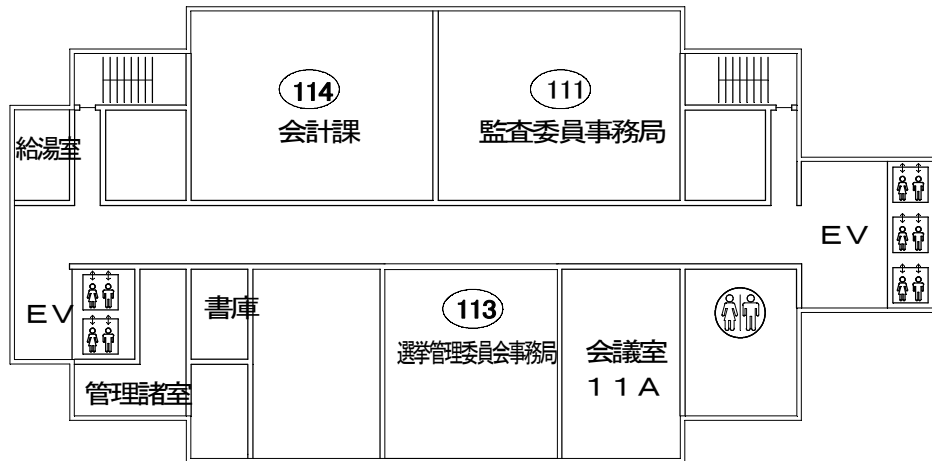 114
会計課
111
監査委員事務局
給湯室
ＥＶ
ＥＶ
書庫
113
選挙管理委員会事務局
会議室
１１Ａ
管理諸室